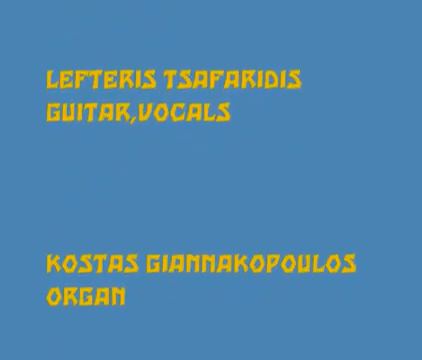 LEFTERIS TSAFARIDIS
GUITAR,VOCALS
KOSTAS GIANNAKOPOULOS
ORGAN